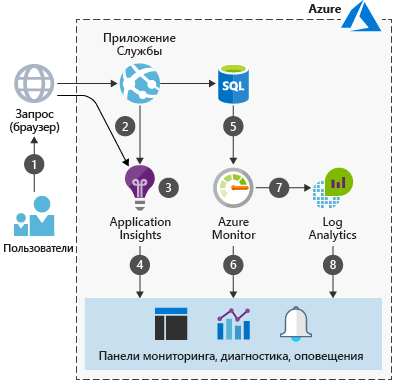 Azure
Приложение
Службы
SQL
Запрос
(браузер)
1
2
3
5
7
Пользователи
Application
Insights
Azure
Monitor
Log
Analytics
4
6
8
Панели мониторинга, диагностика, оповещения